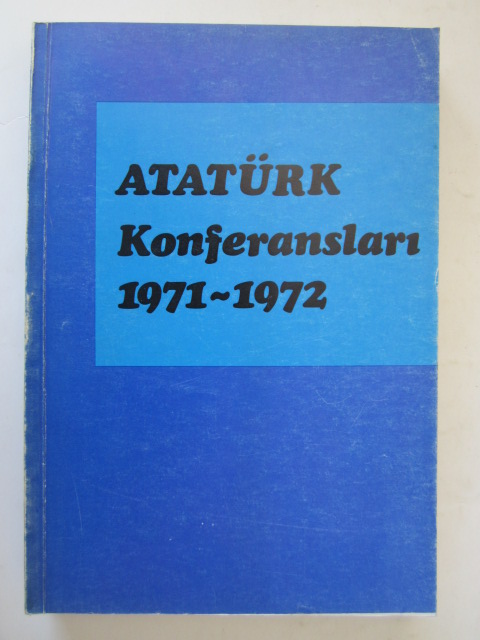 ATATÜRK
Konferansları
1971~1972